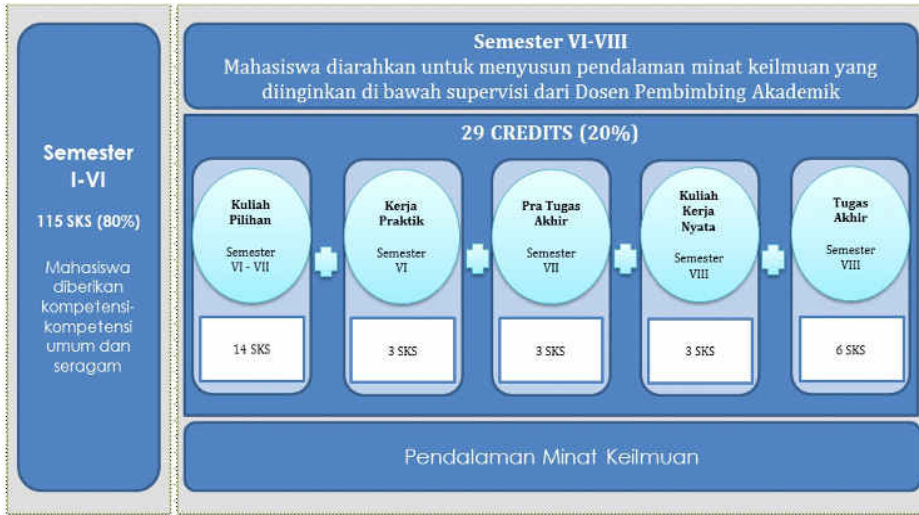 Semester
I-VI
115 SKS (80%)
Mahasiswa
diberikan
kompetensi-
kompetensi
umum dan
seragam
Semester VI-VIII
Mahasiswa diarahkan untuk menyusun pendalaman minat keilmuan yang
diinginkan di bawah supervisi dari Dosen Pembimbing Akademik
29 CREDITS (20%)
Kuliah
Pilihan
Semester
VI - VII
14 SKS
Kerja
Praktik
Semester
VI
3 SKS
Pra Tugas
Akhir
Semester
VII
3 SKS
Kuliah
Kerja
Nyata
Semester
VIII
3 SKS
Tugas
Akhir
Semester
VIII
6 SKS
Pendalaman Minat Keilmuan